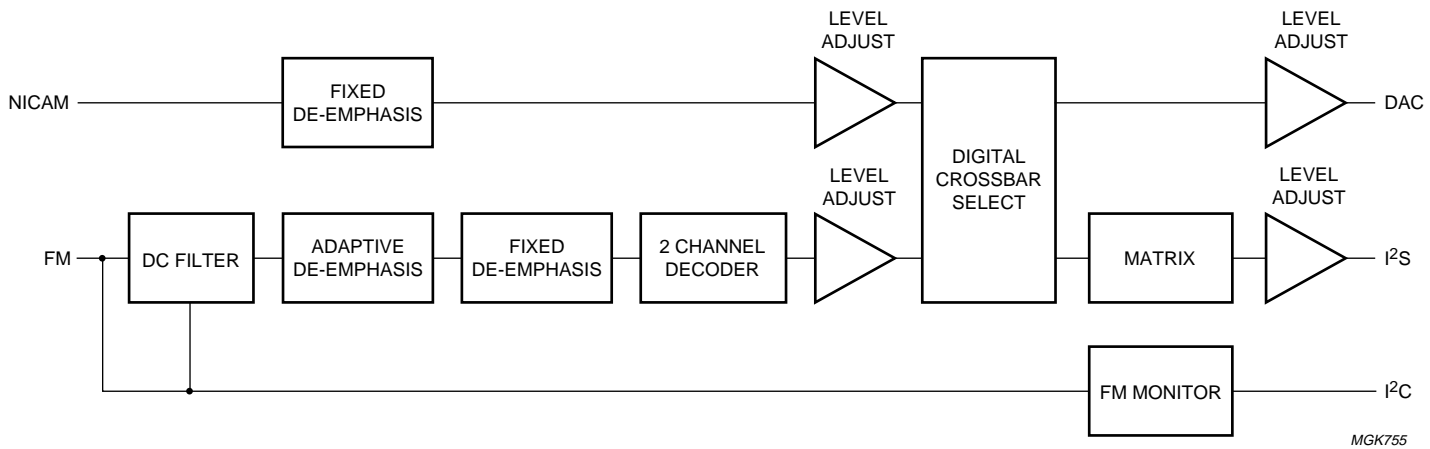 LEVEL
ADJUST
LEVEL
ADJUST
NICAM
FIXED
DE-EMPHASIS
DAC
DIGITAL
CROSSBAR
SELECT
LEVEL
ADJUST
LEVEL
ADJUST
FM
DC FILTER
ADAPTIVE
DE-EMPHASIS
FIXED
DE-EMPHASIS
2 CHANNEL
DECODER
MATRIX
I²S
FM MONITOR
I²C
MGK755